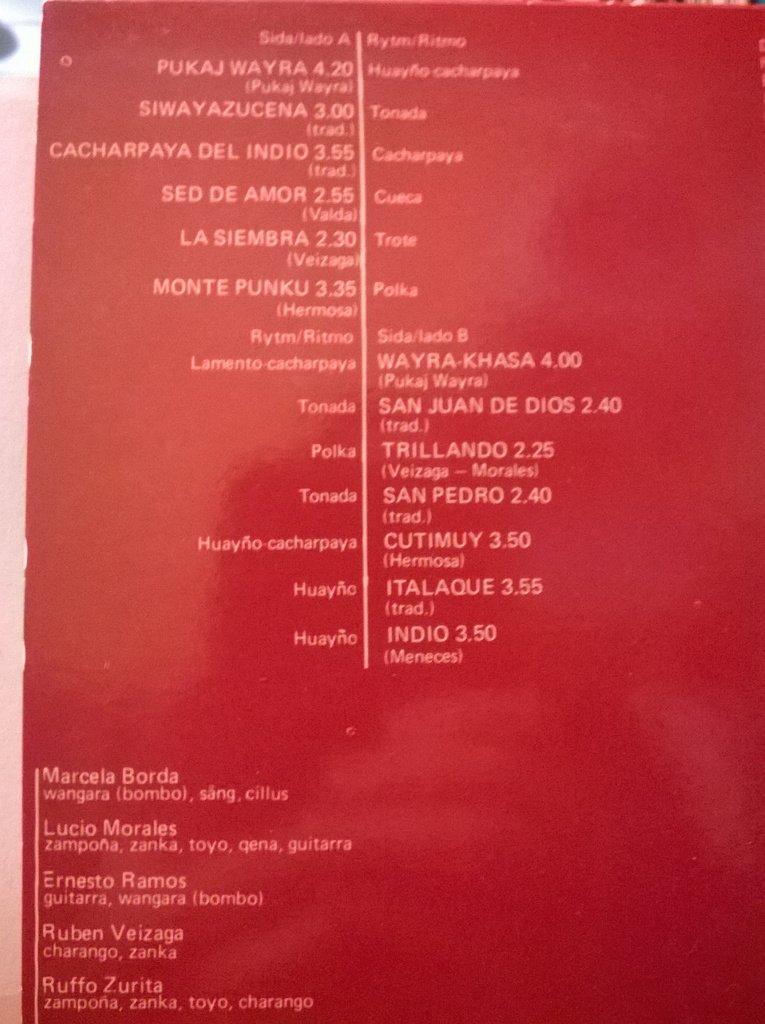 Sida/lado A Rytm/Ritmo
PUKAJ WAYRA 4.20 Huayño-cacharpaya
(Pukaj Wayra)
SIWAYAZUCENA 3.00 Tonada
(trad.)
CACHARPAYA DEL INDIO 3.55 Cacharpaya
(trad.)
SED DE AMOR 2.55 Cueca
(Valda)
LA SIEMBRA 2.30 Trote
(Veizaga)
MONTE PUNKU 3.35 Polka
(Hermosa)
Rytm/Ritmo Sida/lado B
Lamento-cacharpaya WAYRA-KHASA 4.00
(Pukaj Wayra)
Tonada SAN JUAN DE DIOS 2.40
(trad.)
Polka TRILLANDO 2.25
(Veizaga – Morales)
Tonada SAN PEDRO 2.40
(trad.)
Huayño-cacharpaya CUTIMUY 3.50
(Hermosa)
Huayño ITALAQUE 3.55
(trad.)
Huayño INDIO 3.50
(Meneces)
Marcela Borda
wangara (bombo), sång, cillus
Lucio Morales
zampoña, zanka, toyo, qena, guitarra
Ernesto Ramos
guitarra, wangara (bombo)
Ruben Veizaga
charango, zanka
Ruffo Zurita
zampoña, zanka, toyo, charango